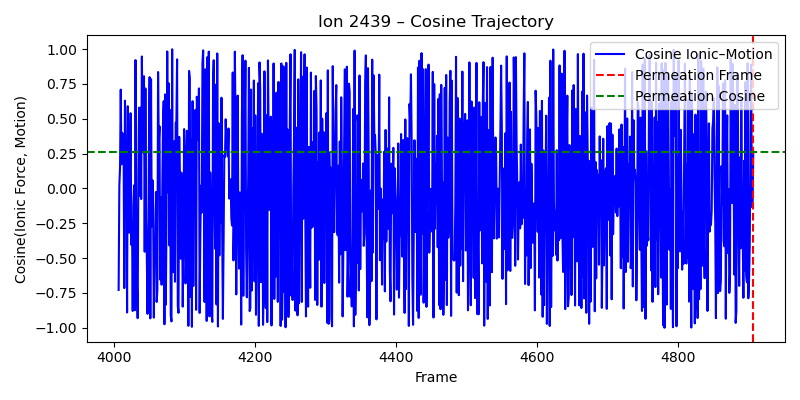 Ion 2439 – Cosine Trajectory
Cosine Ionic–Motion
Permeation Frame
Permeation Cosine
Cosine(Ionic Force, Motion)
1.00
0.75
0.50
0.25
0.00
−0.25
−0.50
−0.75
−1.00
4000 4200 4400 4600 4800
Frame